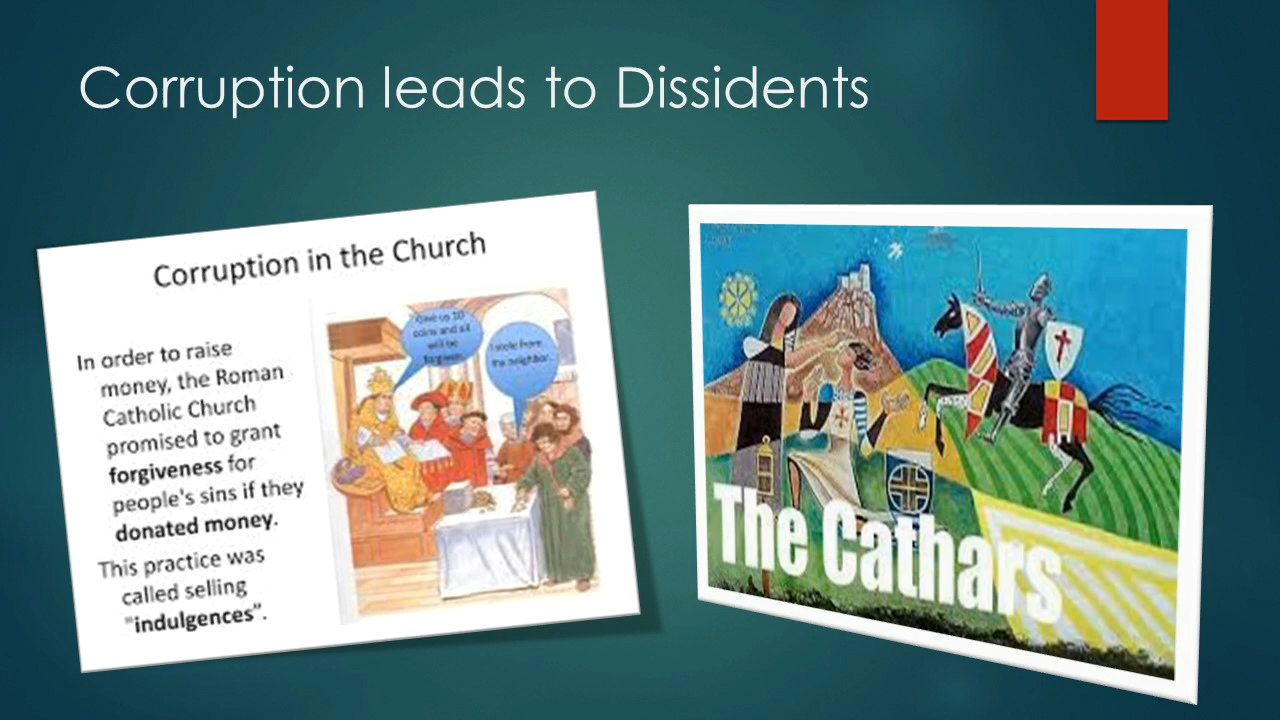 Corruption leads to Dissidents
Corruption in the Church
In order to raise
money, the Roman
Catholic Church
promised to grant
forgiveness for
people's sins if they
donated money.
This practice was
called selling
"indulgences".
Give us 10
coins and all
will be
forgiven
I stole from
the neighbor.
The Cathars